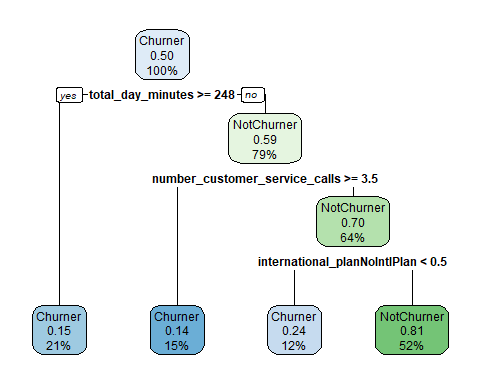 Churner
0.50
100%
yes total_day_minutes >= 248 no
NotChurner
0.59
79%
number_customer_service_calls >= 3.5
NotChurner
0.70
64%
international_planNoIntlPlan < 0.5
Churner
0.15
21%
Churner
0.14
15%
Churner
0.24
12%
NotChurner
0.81
52%